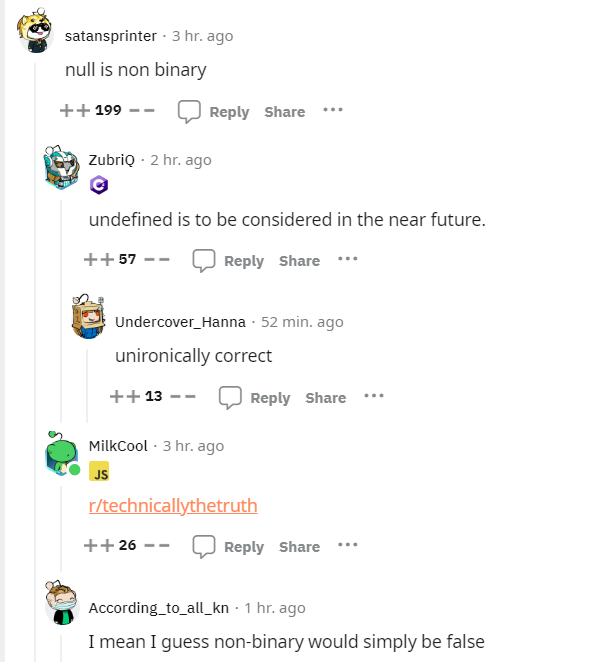 satansprinter · 3 hr. ago
null is non binary
++ 199 −− Reply Share ···
ZubriQ · 2 hr. ago
C#
undefined is to be considered in the near future.
++ 57 −− Reply Share ···
Undercover_Hanna · 52 min. ago
unironically correct
++ 13 −− Reply Share ···
MilkCool · 3 hr. ago
JS
r/technicallythetruth
++ 26 −− Reply Share ···
According_to_all_kn · 1 hr. ago
I mean I guess non-binary would simply be false